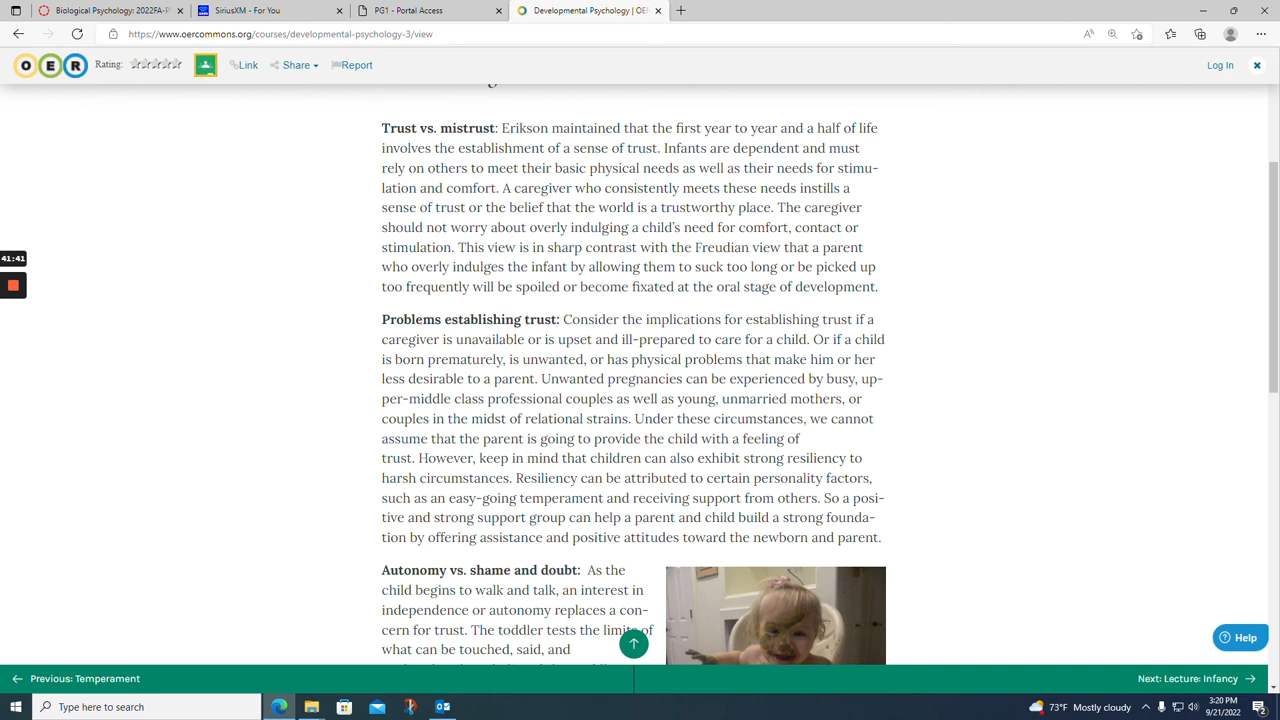 Biological Psychology: 2022FA-P
SiriusXM - For You
PG1 - Portal Access
Developmental Psychology | OER
https://www.oercommons.org/courses/developmental-psychology-3/view
OER Rating: Link Share Report Log In
Trust vs. mistrust: Erikson maintained that the first year to year and a half of life
involves the establishment of a sense of trust. Infants are dependent and must
rely on others to meet their basic physical needs as well as their needs for stimu-
lation and comfort. A caregiver who consistently meets these needs instills a
sense of trust or the belief that the world is a trustworthy place. The caregiver
should not worry about overly indulging a child's need for comfort, contact or
stimulation. This view is in sharp contrast with the Freudian view that a parent
who overly indulges the infant by allowing them to suck too long or be picked up
too frequently will be spoiled or become fixated at the oral stage of development.
41:41
Problems establishing trust: Consider the implications for establishing trust if a
caregiver is unavailable or is upset and ill-prepared to care for a child. Or if a child
is born prematurely, is unwanted, or has physical problems that make him or her
less desirable to a parent. Unwanted pregnancies can be experienced by busy, up-
per-middle class professional couples as well as young, unmarried mothers, or
couples in the midst of relational strains. Under these circumstances, we cannot
assume that the parent is going to provide the child with a feeling of
trust. However, keep in mind that children can also exhibit strong resiliency to
harsh circumstances. Resiliency can be attributed to certain personality factors,
such as an easy-going temperament and receiving support from others. So a posi-
tive and strong support group can help a parent and child build a strong founda-
tion by offering assistance and positive attitudes toward the newborn and parent.
Autonomy vs. shame and doubt: As the
child begins to walk and talk, an interest in
independence or autonomy replaces a con-
cern for trust. The toddler tests the limits of
what can be touched, said, and
Help
Previous: Temperament
Next: Lecture: Infancy
Type here to search
73°F Mostly cloudy
3:20 PM
9/21/2022
2